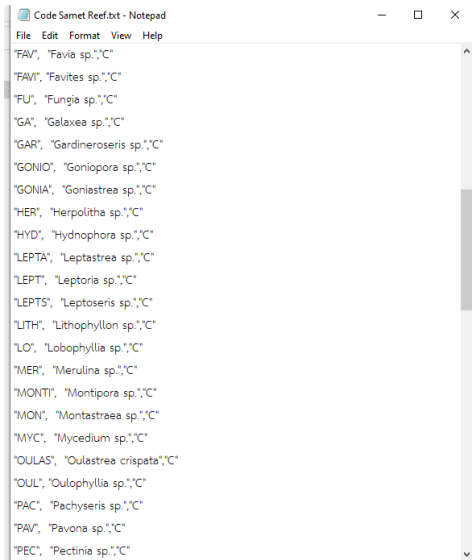 Code Samet Reef.txt - Notepad
File Edit Format View Help
"FAV", "Favia sp.","C"
"FAVI", "Favites sp.","C"
"FU", "Fungia sp.","C"
"GA", "Galaxea sp.","C"
"GAR", "Gardineroseris sp.","C"
"GONIO", "Goniopora sp.","C"
"GONIA", "Goniastrea sp.","C"
"HER", "Herpolitha sp.","C"
"HYD", "Hydnophora sp.","C"
"LEPTA", "Leptastrea sp.","C"
"LEPT", "Leptoria sp.","C"
"LEPTS", "Leptoseris sp.","C"
"LITH", "Lithophyllon sp.","C"
"LO", "Lobophyllia sp.","C"
"MER", "Merulina sp.","C"
"MONTI", "Montipora sp.","C"
"MON", "Montastraea sp.","C"
"MYC", "Mycedium sp.","C"
"OULAS", "Oulastrea crispata","C"
"OUL", "Oulophyllia sp.","C"
"PAC", "Pachyseris sp.","C"
"PAV", "Pavona sp.","C"
"PEC", "Pectinia sp.","C"